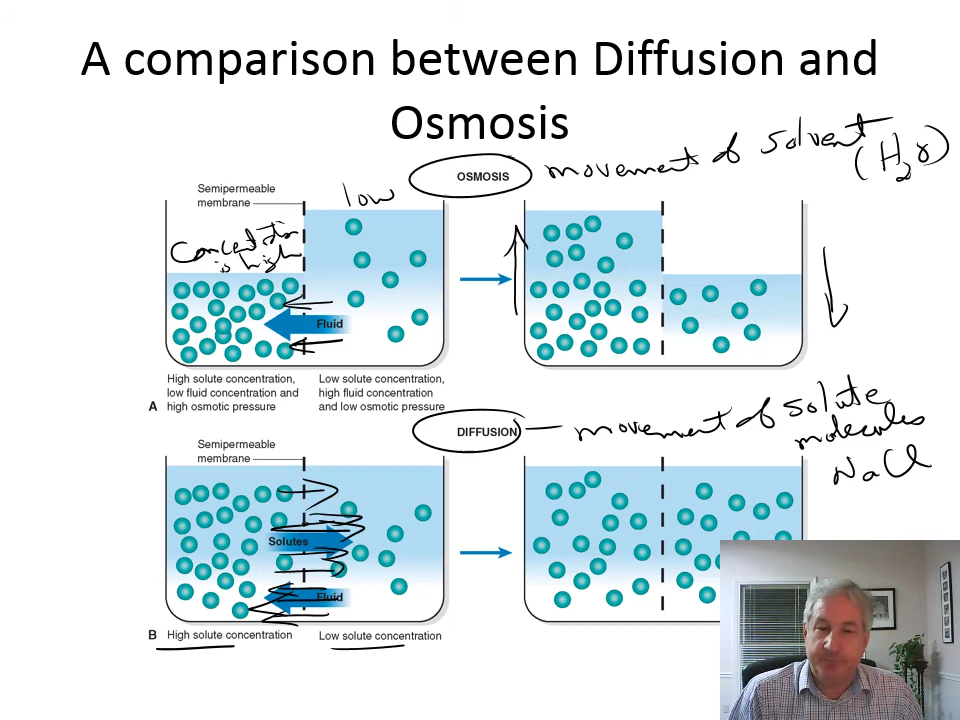 A comparison between Diffusion and
Osmosis
OSMOSIS
movement of solvent
(H2O)
Semipermeable
membrane
low
Concentration
is high
Fluid
High solute concentration,
low fluid concentration and
high osmotic pressure
Low solute concentration,
high fluid concentration
and low osmotic pressure
A
DIFFUSION
movement of solute
molecules
NaCl
Semipermeable
membrane
Solutes
Fluid
B High solute concentration
Low solute concentration